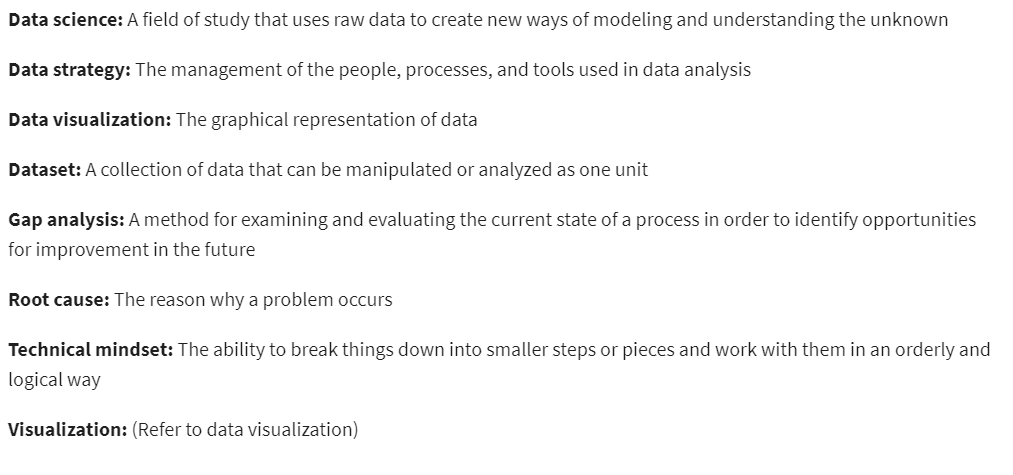 Data science: A field of study that uses raw data to create new ways of modeling and understanding the unknown
Data strategy: The management of the people, processes, and tools used in data analysis
Data visualization: The graphical representation of data
Dataset: A collection of data that can be manipulated or analyzed as one unit
Gap analysis: A method for examining and evaluating the current state of a process in order to identify opportunities
for improvement in the future
Root cause: The reason why a problem occurs
Technical mindset: The ability to break things down into smaller steps or pieces and work with them in an orderly and
logical way
Visualization: (Refer to data visualization)